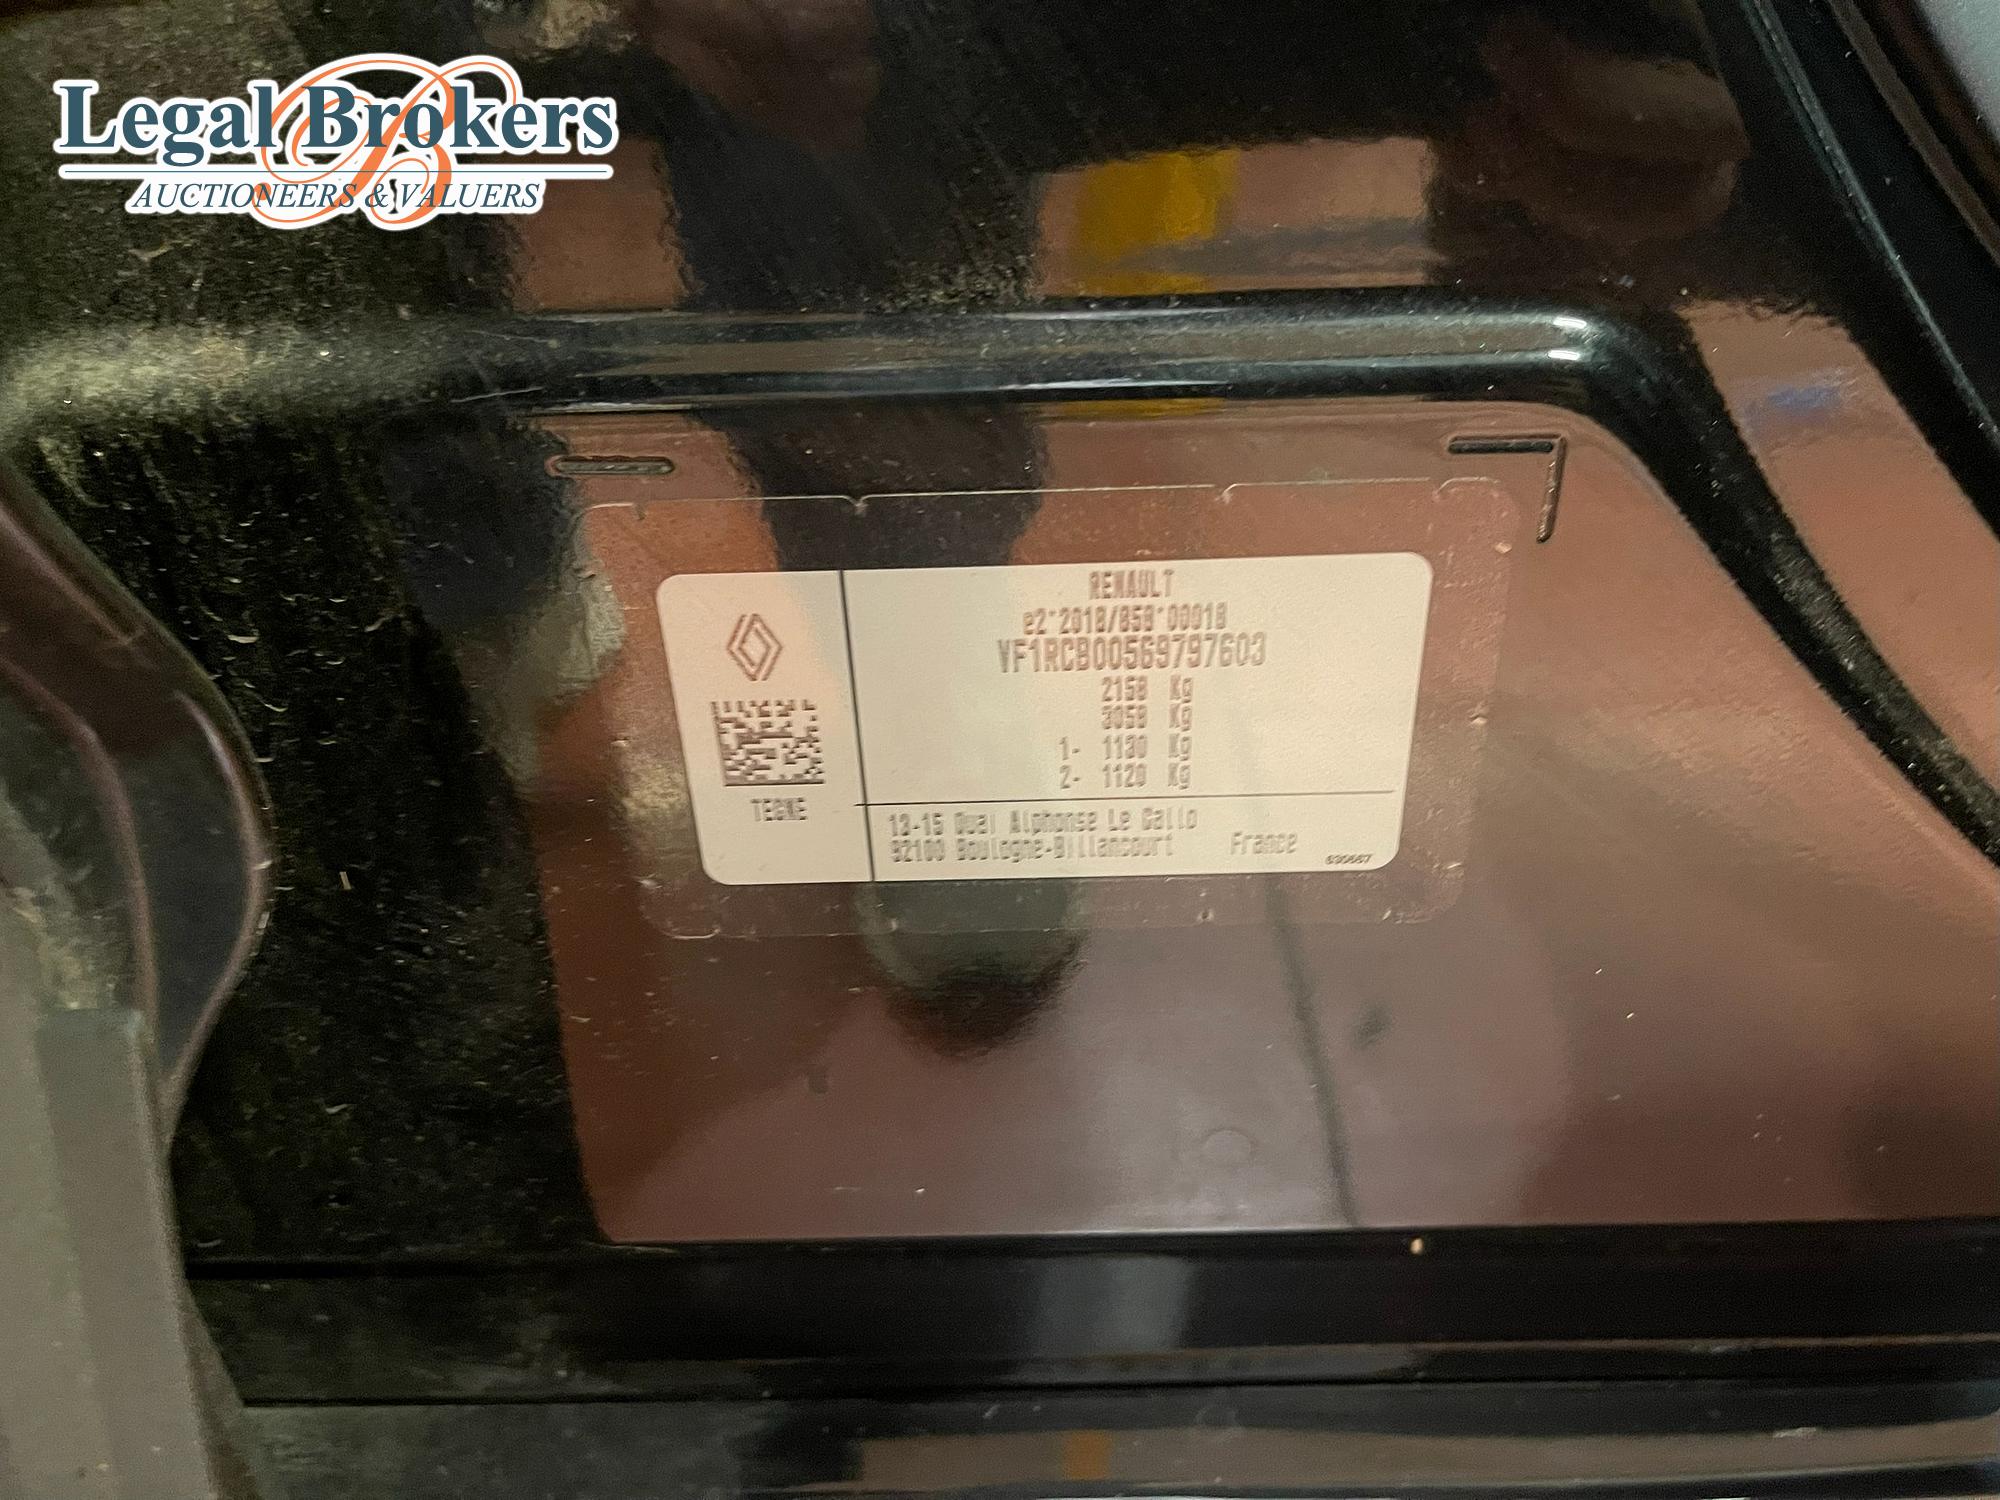 Legal Brokers
AUCTIONEERS & VALUERS
RENAULT
e2*2018/858*00018
VF1RCB00569797603
2158 Kg
3058 Kg
1- 1130 Kg
2- 1120 Kg
13-15 Quai Alphonse Le Gallo
92100 Boulogne-Billancourt France
630667